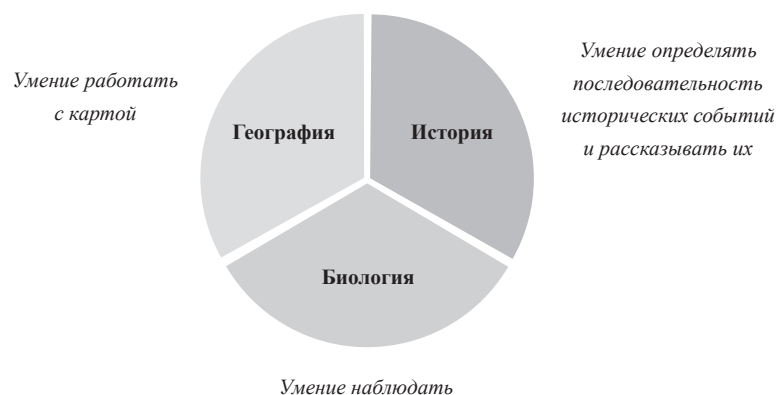 Умение работать
с картой
География
История
Умение определять
последовательность
исторических событий
и рассказывать их
Биология
Умение наблюдать